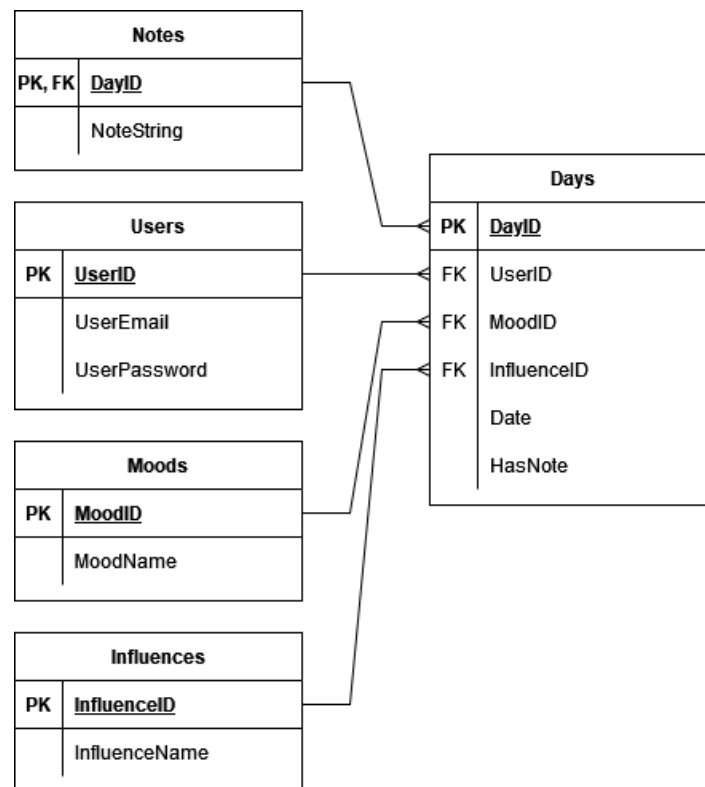 Notes
PK, FK DayID
NoteString
Users
PK UserID
UserEmail
UserPassword
Moods
PK MoodID
MoodName
Influences
PK InfluenceID
InfluenceName
Days
PK DayID
FK UserID
FK MoodID
FK InfluenceID
Date
HasNote